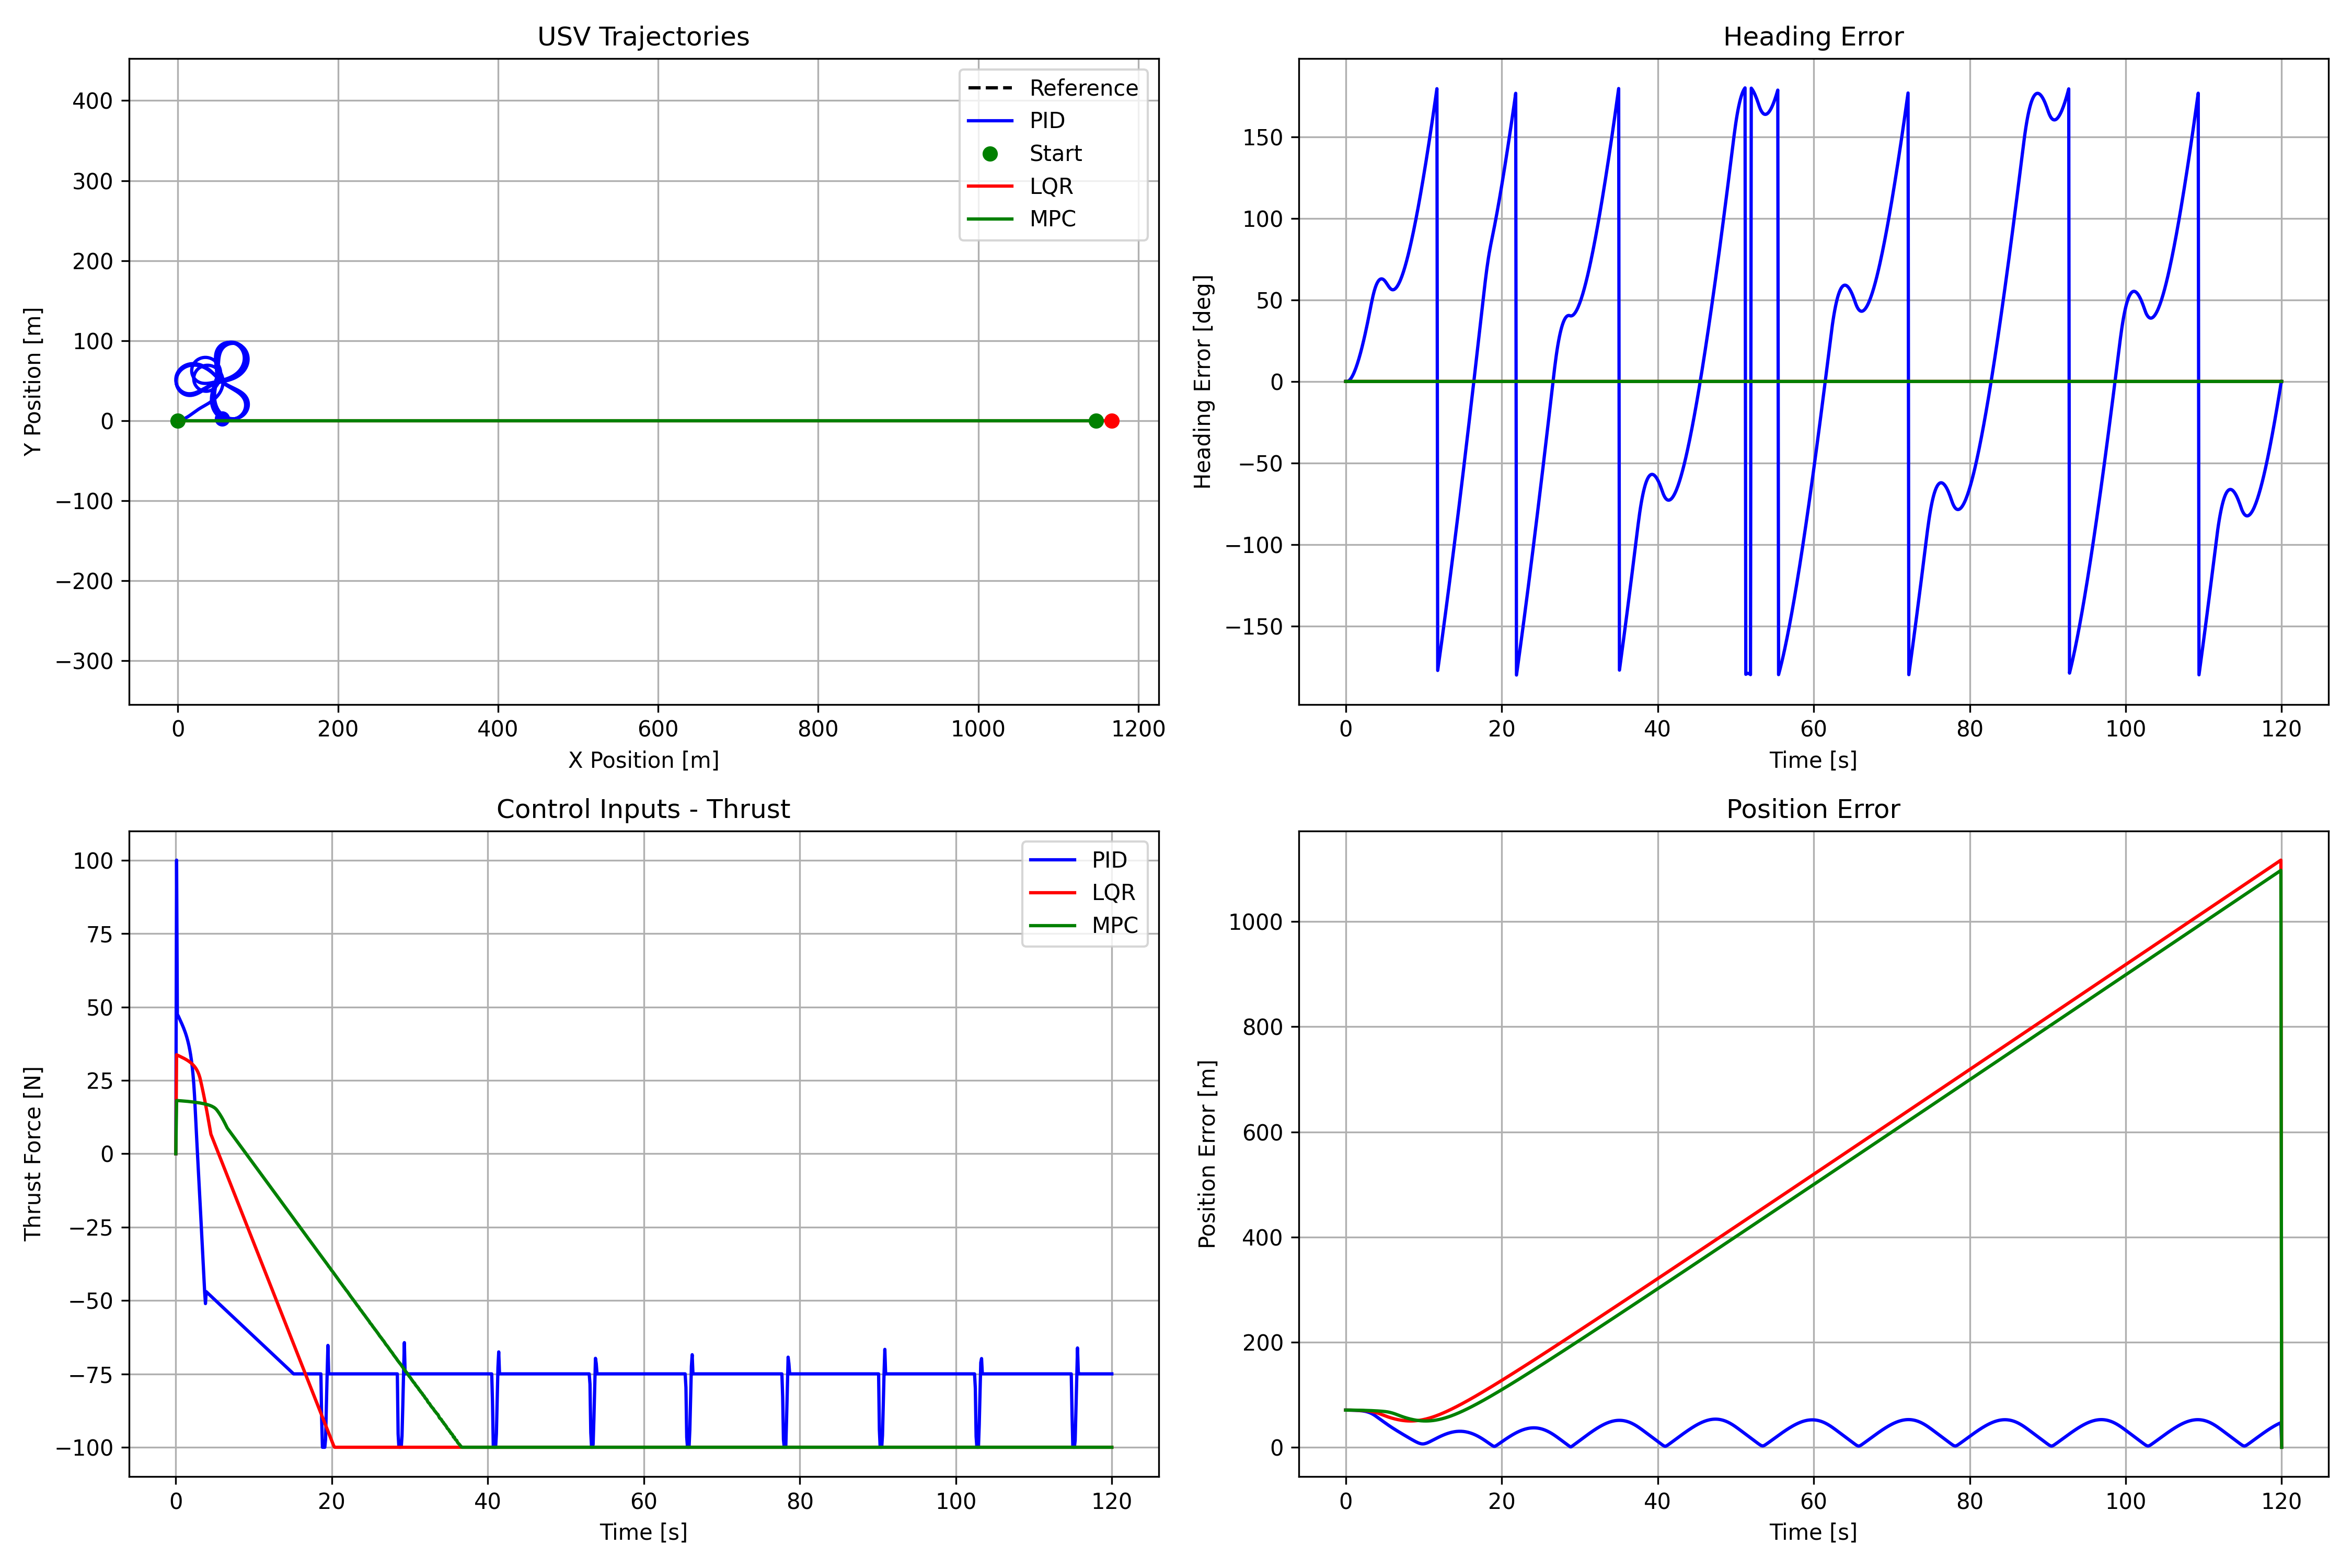 USV Trajectories
400
300
200
100
0
−100
−200
−300
Y Position [m]
0
200
400
600
800
1000
1200
X Position [m]
Reference
PID
Start
LQR
MPC
Heading Error
150
100
50
0
−50
−100
−150
Heading Error [deg]
0
20
40
60
80
100
120
Time [s]
Control Inputs - Thrust
100
75
50
25
0
−25
−50
−75
−100
Thrust Force [N]
0
20
40
60
80
100
120
Time [s]
PID
LQR
MPC
Position Error
1000
800
600
400
200
0
Position Error [m]
0
20
40
60
80
100
120
Time [s]